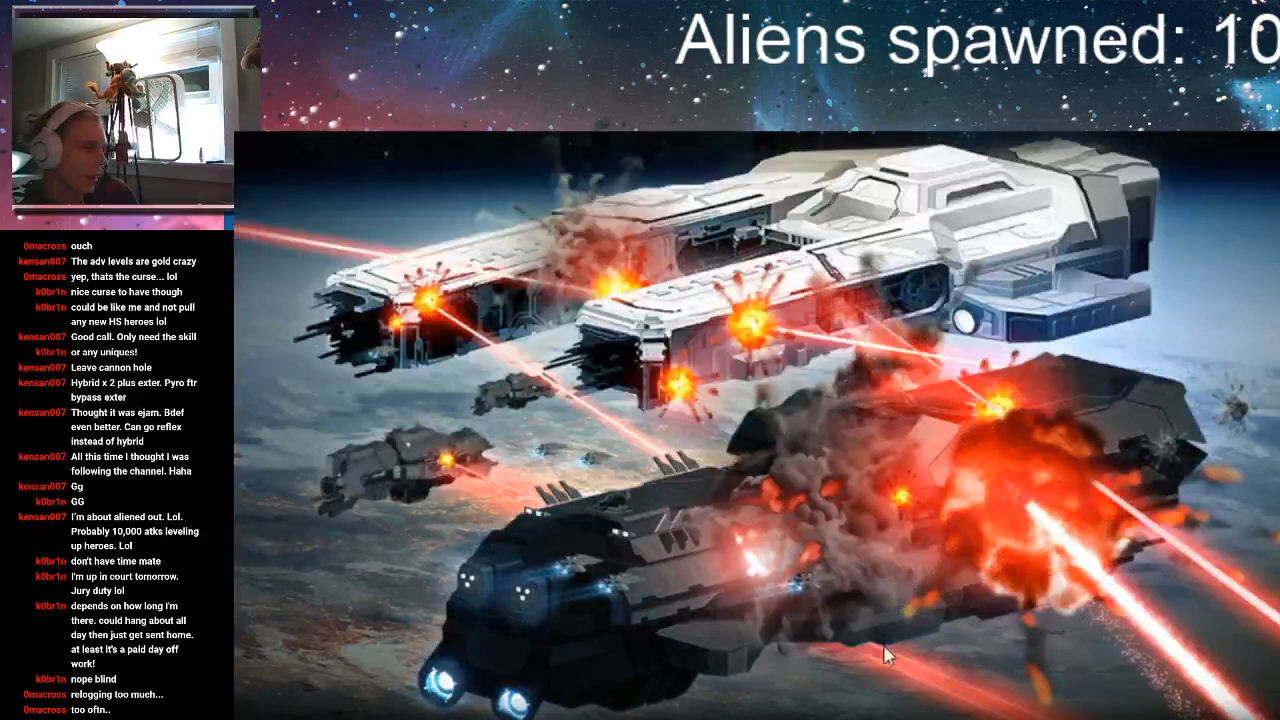 Aliens spawned: 10
0macross ouch
kensan007 The adv levels are gold crazy
0macross yep, thats the curse... lol
k0br1n nice curse to have though
k0br1n could be like me and not pull
any new HS heroes lol
kensan007 Good call. Only need the skill
k0br1n or any uniques!
kensan007 Leave cannon hole
kensan007 Hybrid x 2 plus exter. Pyro ftr
bypass exter
kensan007 Thought it was ejam. Bdef
even better. Can go reflex
instead of hybrid
kensan007 All this time I thought I was
following the channel. Haha
kensan007 Gg
k0br1n GG
kensan007 I'm about aliened out. Lol.
Probably 10,000 atks leveling
up heroes. Lol
k0br1n don't have time mate
k0br1n I'm up in court tomorrow.
Jury duty lol
k0br1n depends on how long I'm
there. could hang about all
day then just get sent home.
at least it's a paid day off
work!
k0br1n nope blind
0macross relogging too much...
0macross too oftn..